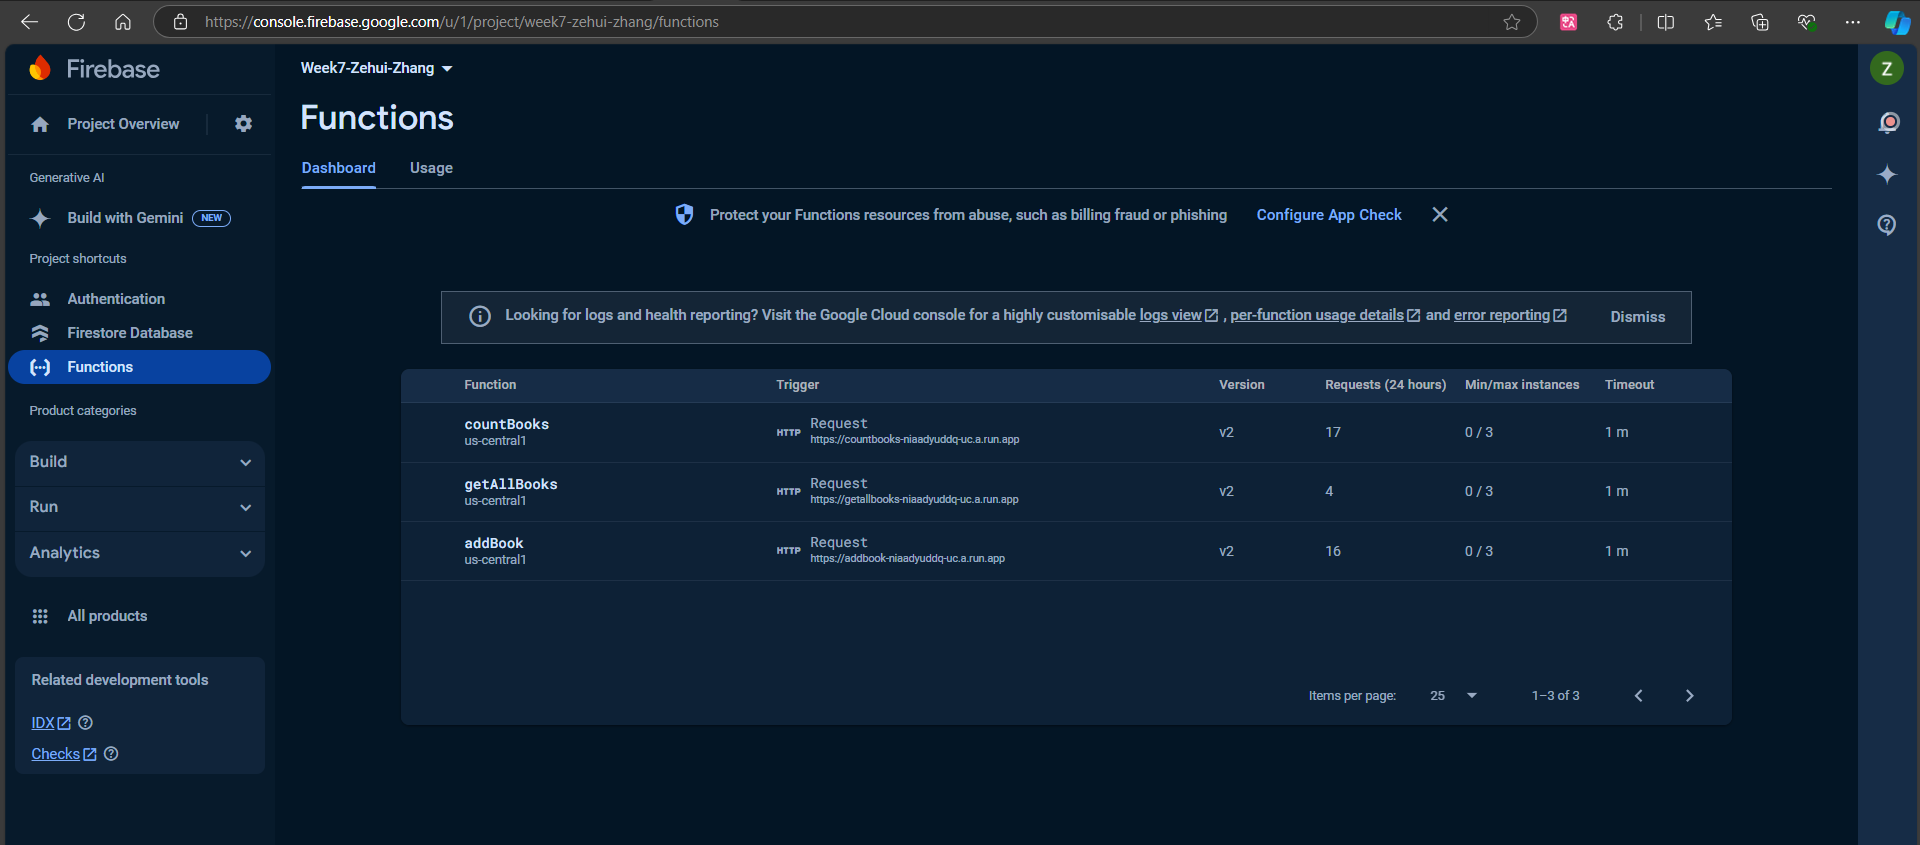 https://console.firebase.google.com/u/1/project/week7-zehui-zhang/functions
Firebase
Project Overview
Generative AI
Build with Gemini NEW
Project shortcuts
Authentication
Firestore Database
Functions
Product categories
Build
Run
Analytics
All products
Related development tools
IDX
Checks
Week7-Zehui-Zhang
Functions
Dashboard Usage
Protect your Functions resources from abuse, such as billing fraud or phishing Configure App Check
Looking for logs and health reporting? Visit the Google Cloud console for a highly customisable logs view , per-function usage details and error reporting Dismiss
Function Trigger Version Requests (24 hours) Min/max instances Timeout
countBooks
us-central1
HTTP Request
https://countbooks-niaadyuddq-uc.a.run.app
v2 17 0 / 3 1 m
getAllBooks
us-central1
HTTP Request
https://getallbooks-niaadyuddq-uc.a.run.app
v2 4 0 / 3 1 m
addBook
us-central1
HTTP Request
https://addbook-niaadyuddq-uc.a.run.app
v2 16 0 / 3 1 m
Items per page: 25 1–3 of 3
Z